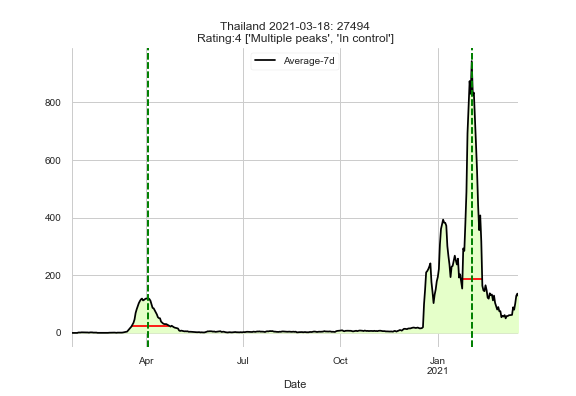 Thailand 2021-03-18: 27494
Rating:4 ['Multiple peaks', 'In control']
Average-7d
800
600
400
200
0
Apr
Jul
Oct
Jan
2021
Date